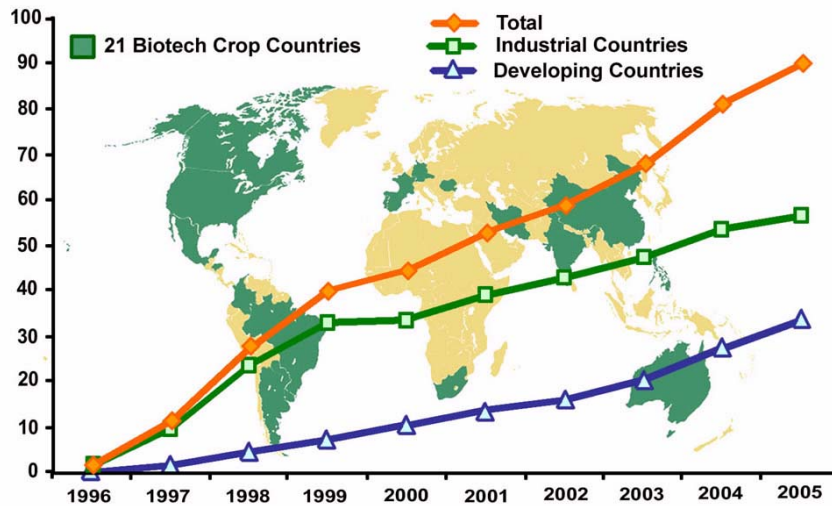 100
90
80
70
60
50
40
30
20
10
0
21 Biotech Crop Countries
Total
Industrial Countries
Developing Countries
1996 1997 1998 1999 2000 2001 2002 2003 2004 2005